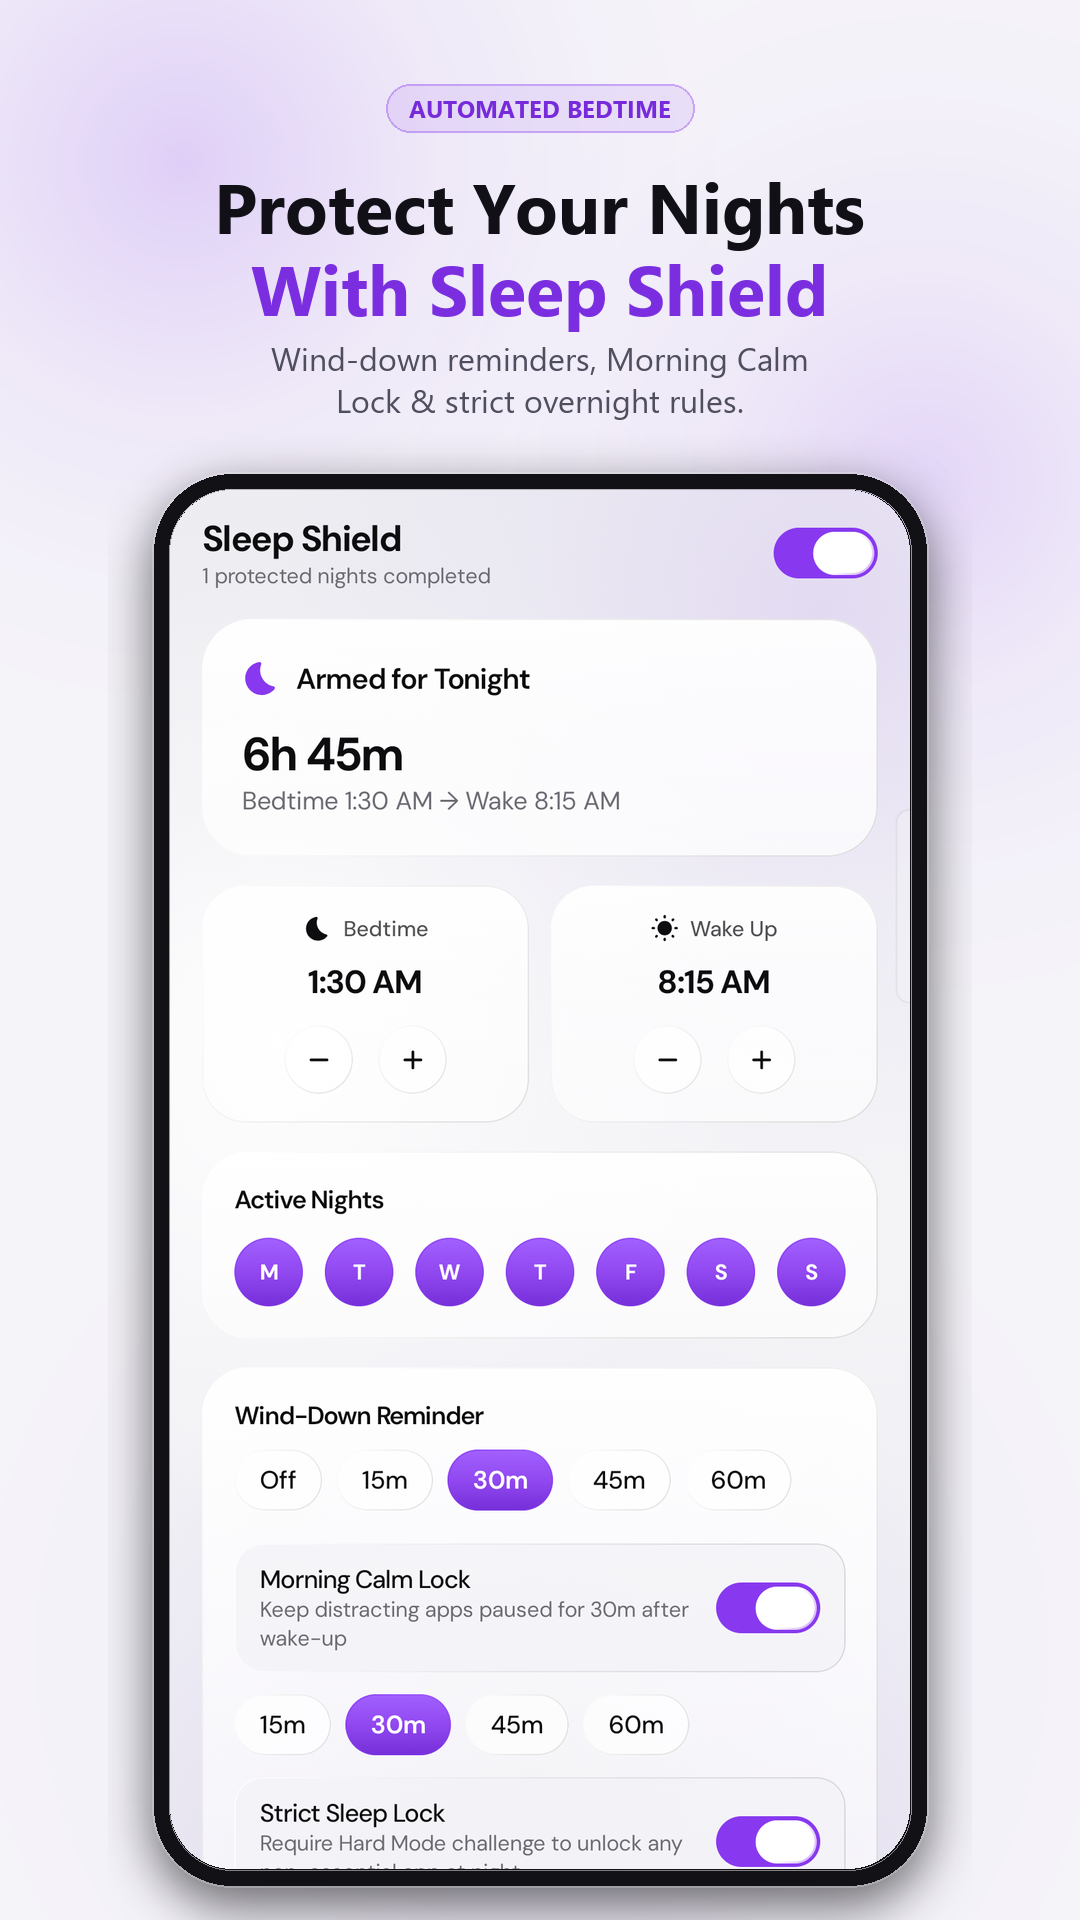 AUTOMATED BEDTIME
Protect Your Nights
With Sleep Shield
Wind-down reminders, Morning Calm
Lock & strict overnight rules.
Sleep Shield
1 protected nights completed
Armed for Tonight
6h 45m
Bedtime 1:30 AM → Wake 8:15 AM
Bedtime
1:30 AM
− +
Wake Up
8:15 AM
− +
Active Nights
M T W T F S S
Wind-Down Reminder
Off 15m 30m 45m 60m
Morning Calm Lock
Keep distracting apps paused for 30m after
wake-up
15m 30m 45m 60m
Strict Sleep Lock
Require Hard Mode challenge to unlock any